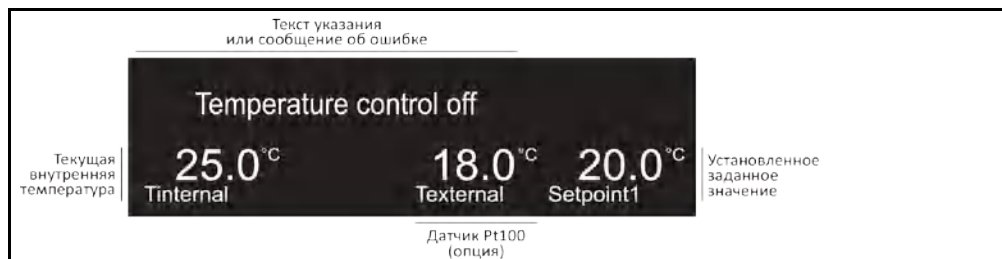 Текст указания
или сообщение об ошибке
Temperature control off
Текущая
внутренняя
температура
25.0°C
Tinternal
18.0°C
Texternal
20.0°C
Setpoint1
Установленное
заданное
значение
Датчик Pt100
(опция)